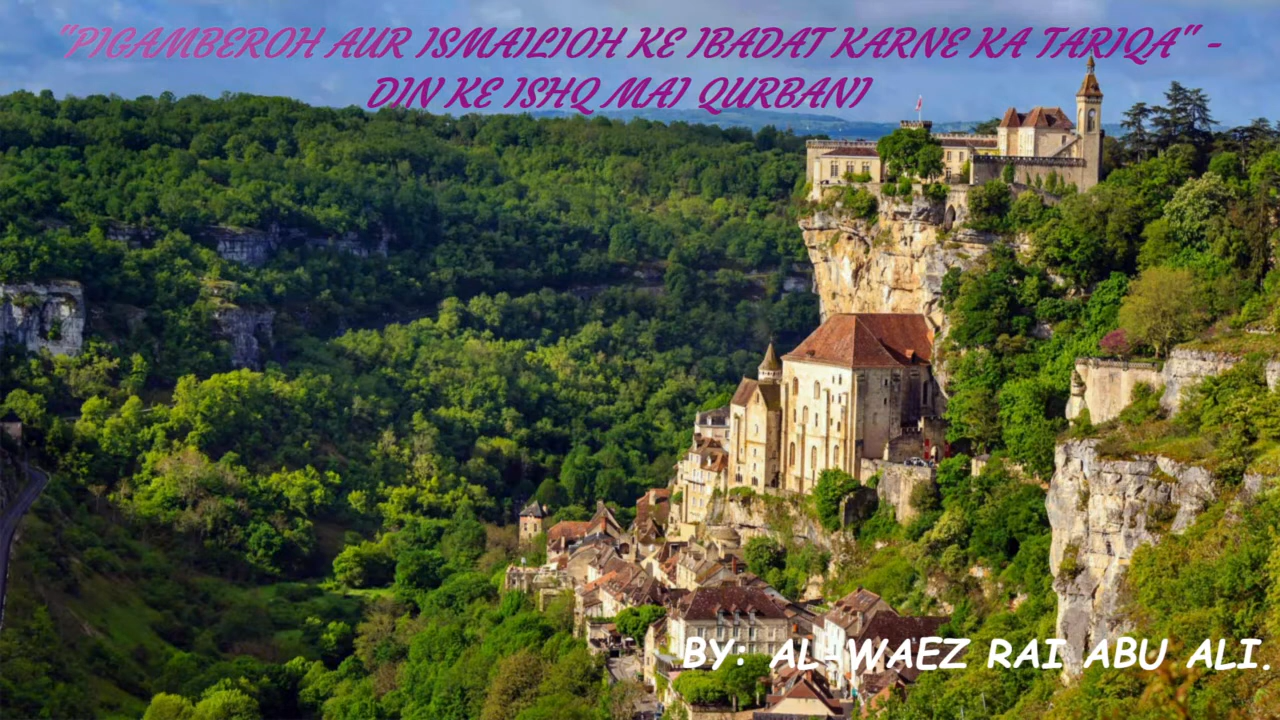 "PIGAMBEROH AUR ISMAILIOH KE IBADAT KARNE KA TARIQA" -
DIN KE ISHQ MAI QURBANI
BY: AL-WAEZ RAI ABU ALI.